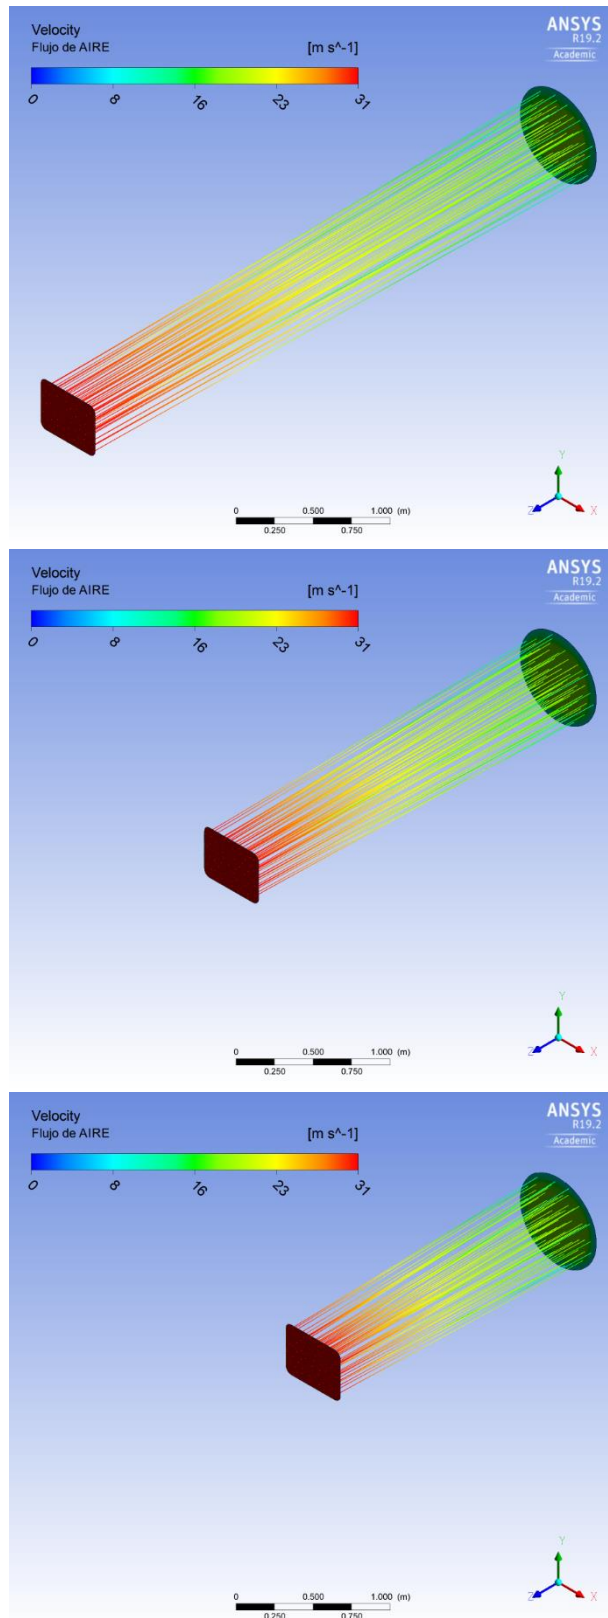 Velocity
Flujo de AIRE [m s^-1]
0 8 16 23 31
ANSYS
R19.2
Academic
Y
Z X
0 0.500 1.000 (m)
0.250 0.750
Velocity
Flujo de AIRE [m s^-1]
0 8 16 23 31
ANSYS
R19.2
Academic
Y
Z X
0 0.500 1.000 (m)
0.250 0.750
Velocity
Flujo de AIRE [m s^-1]
0 8 16 23 31
ANSYS
R19.2
Academic
Y
Z X
0 0.500 1.000 (m)
0.250 0.750